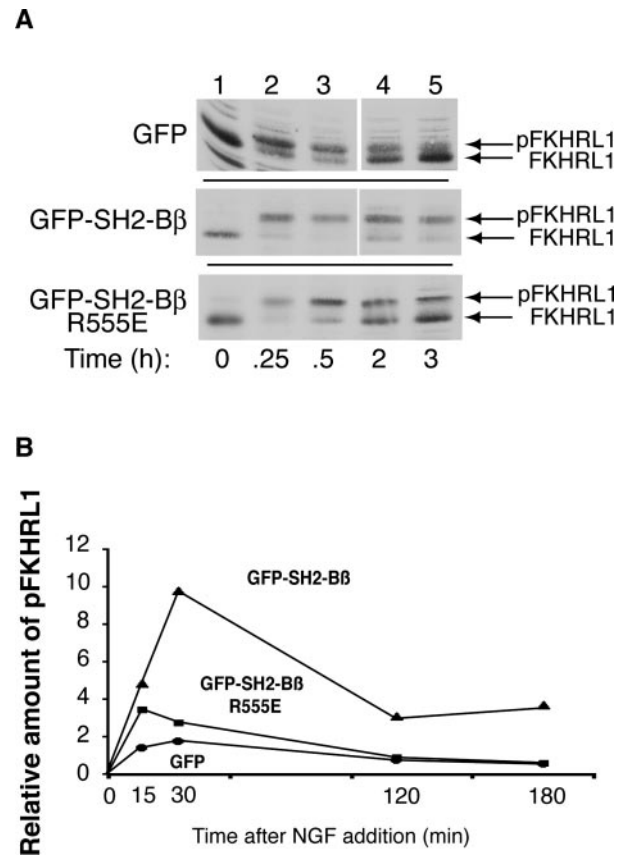 A
1 2 3 4 5
GFP
pFKHRL1
FKHRL1
GFP-SH2-Bβ
pFKHRL1
FKHRL1
GFP-SH2-Bβ
R555E
pFKHRL1
FKHRL1
Time (h): 0 .25 .5 2 3
B
Relative amount of pFKHRL1
12
10
8
6
4
2
0
GFP-SH2-Bβ
GFP-SH2-Bβ
R555E
GFP
0 15 30 120 180
Time after NGF addition (min)